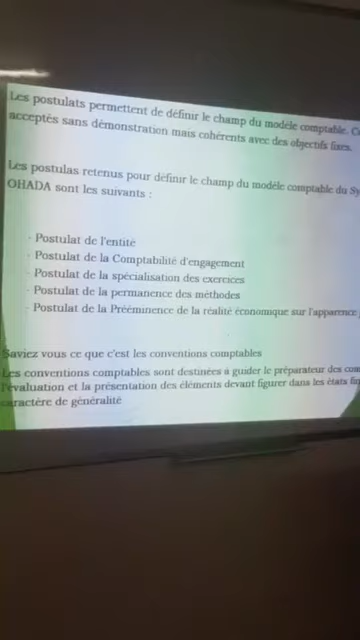 Les postulats permettent de définir le champ du modèle comptable.
acceptés sans démonstration mais cohérents avec des objectifs fixes.
Les postulas retenus pour définir le champ du modèle comptable du
OHADA sont les suivants :
- Postulat de l'entité
- Postulat de la Comptabilité d'engagement
- Postulat de la spécialisation des exercices
- Postulat de la permanence des méthodes
- Postulat de la Prééminence de la réalité économique sur l'apparence
Saviez vous ce que c'est les conventions comptables
Les conventions comptables sont destinées à guider le préparateur des
l'évaluation et la présentation des éléments devant figurer dans les états
caractère de généralité